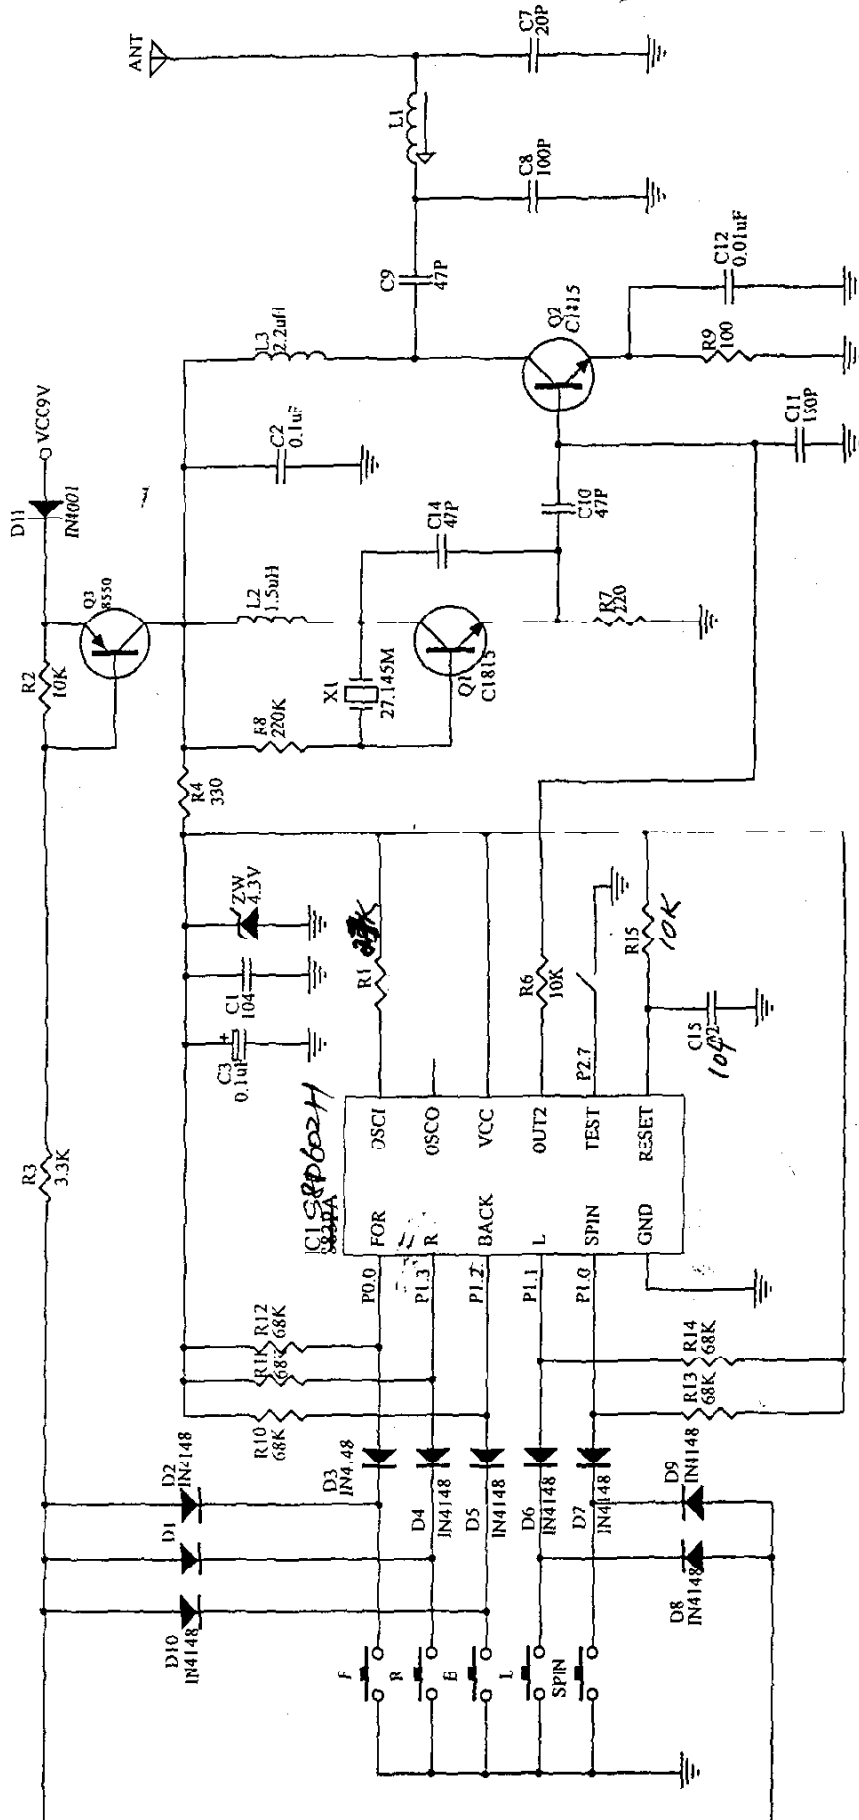 ANT
C7
20P
L1
C8
100P
C9
47P
C12
0.01uF
L3
2.2uH
Q2
C1815
R9
100
VCC9V
D11
IN4001
C2
0.1uF
C11
C14
47P
C10
47P
Q3
8550
L2
1.5uH
R7
220
R2
10K
X1
27.145M
Q1
C1815
220K
R4
330
ZW
4.3V
C1
104
C3
0.1uF
R1
R6
10K
R15
10K
P2.7
C15
104
R3
3.3K
IC1
S8P602H
OSCI
OSCO
VCC
OUT2
TEST
RESET
FOR
R
BACK
L
SPIN
GND
P0.0
P1.3
P1.2
P1.1
P1.0
R12
68K
R11
68K
R10
68K
R14
68K
R13
68K
D2
IN4148
D1
D10
IN4148
D3
IN4148
D4
IN4148
D5
IN4148
D6
IN4148
D7
IN4148
D9
IN4148
D8
IN4148
F
R
B
L
SPIN